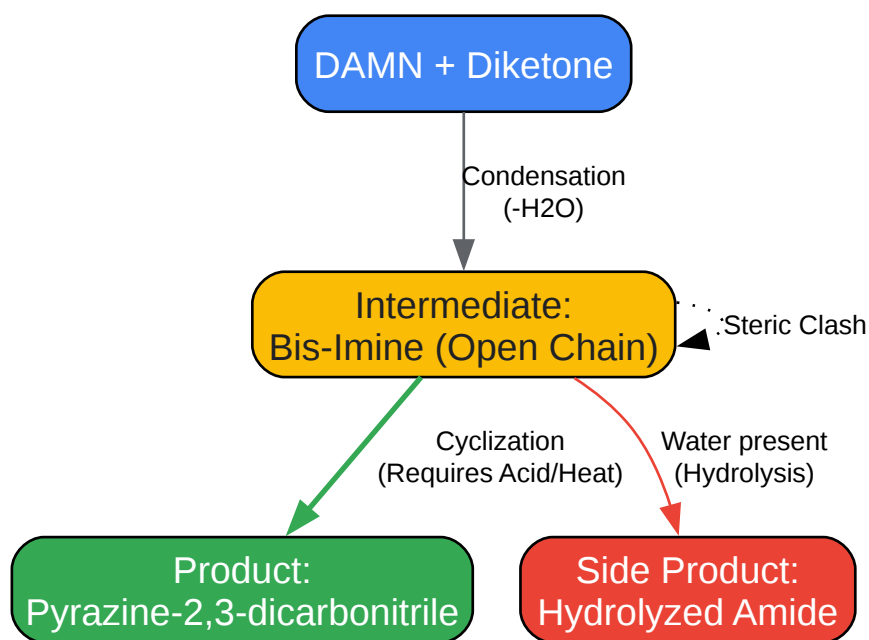 DAMN + Diketone
Condensation
(-H2O)
Intermediate:
Bis-Imine (Open Chain)
Steric Clash
Cyclization
(Requires Acid/Heat)
Water present
(Hydrolysis)
Product:
Pyrazine-2,3-dicarbonitrile
Side Product:
Hydrolyzed Amide